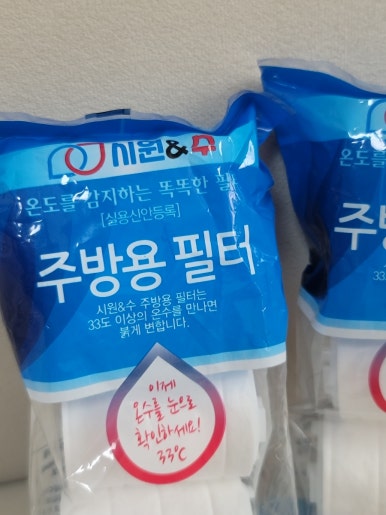 시원&수
온도를 감지하는 똑똑한 필
[실용신안등록]
주방용 필터
시원&수 주방용 필터는
33도 이상의 온수를 만나면
붉게 변합니다.
이제
온수를 눈으로
확인하세요!
33℃
온도를
주방